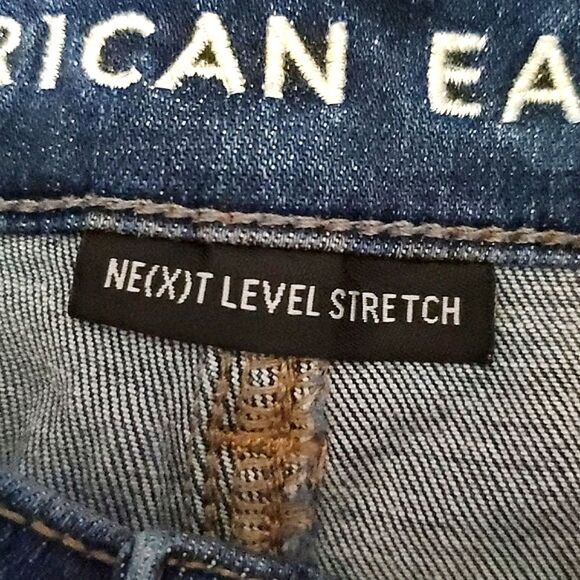 RICAN EA
NE(X)T LEVEL STRETCH